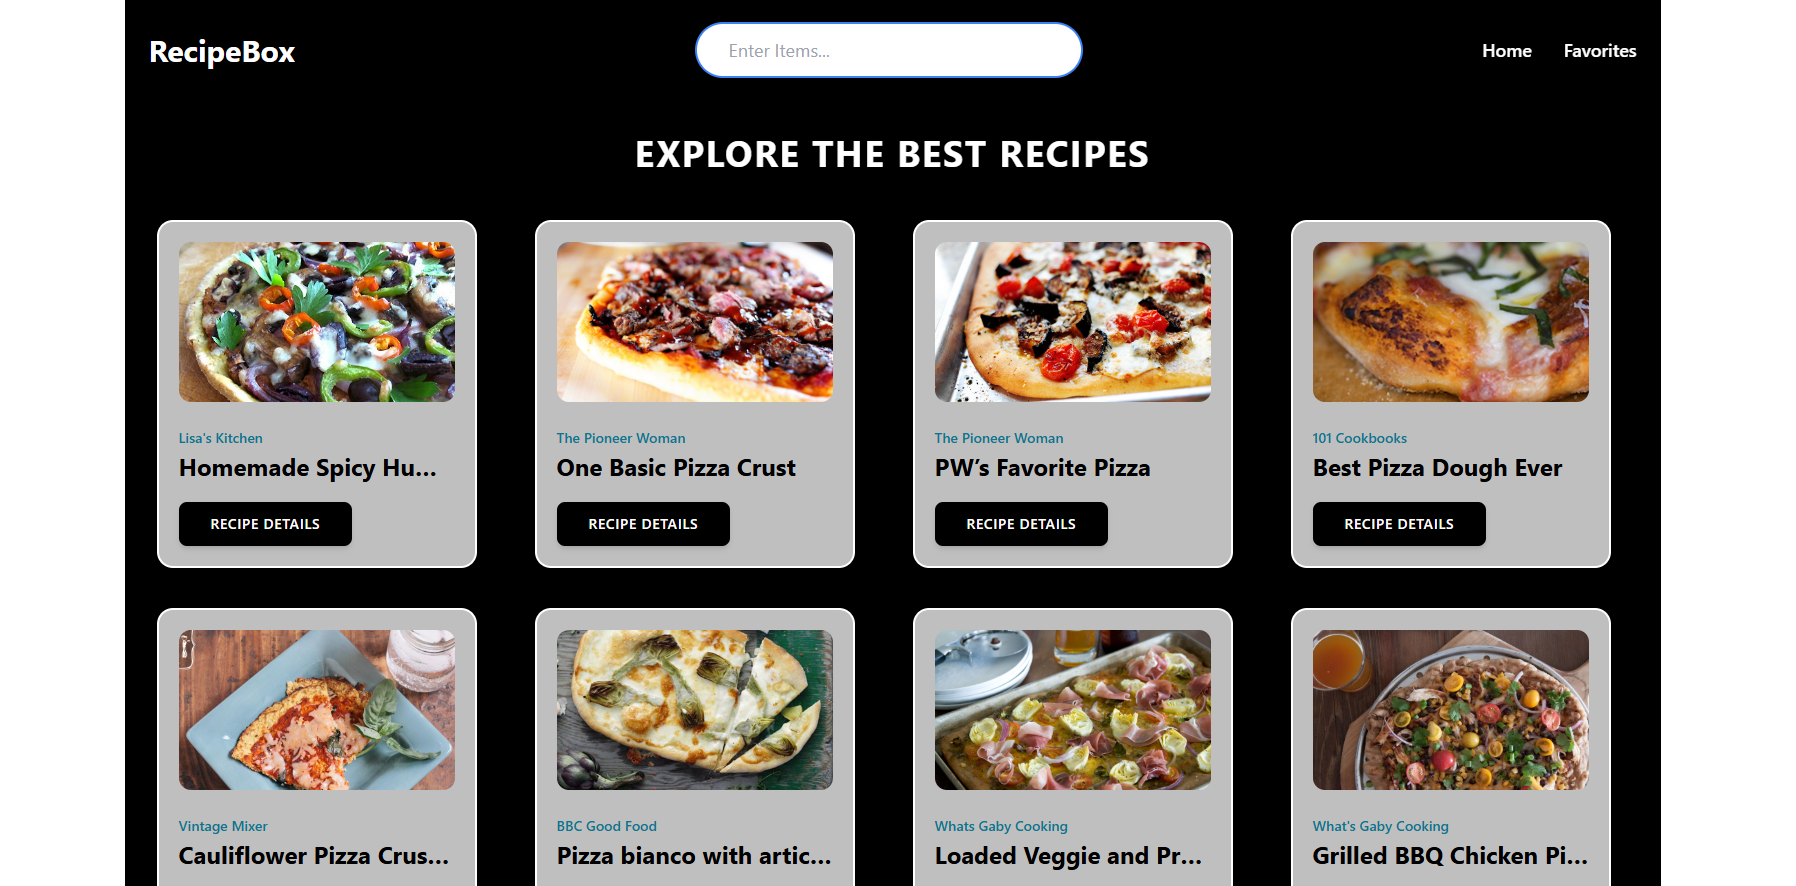 RecipeBox
Enter Items...
Home
Favorites
EXPLORE THE BEST RECIPES
Lisa's Kitchen
Homemade Spicy Hu...
RECIPE DETAILS
The Pioneer Woman
One Basic Pizza Crust
RECIPE DETAILS
The Pioneer Woman
PW’s Favorite Pizza
RECIPE DETAILS
101 Cookbooks
Best Pizza Dough Ever
RECIPE DETAILS
Vintage Mixer
Cauliflower Pizza Crus...
BBC Good Food
Pizza bianco with artic...
Whats Gaby Cooking
Loaded Veggie and Pr...
What's Gaby Cooking
Grilled BBQ Chicken Pi...